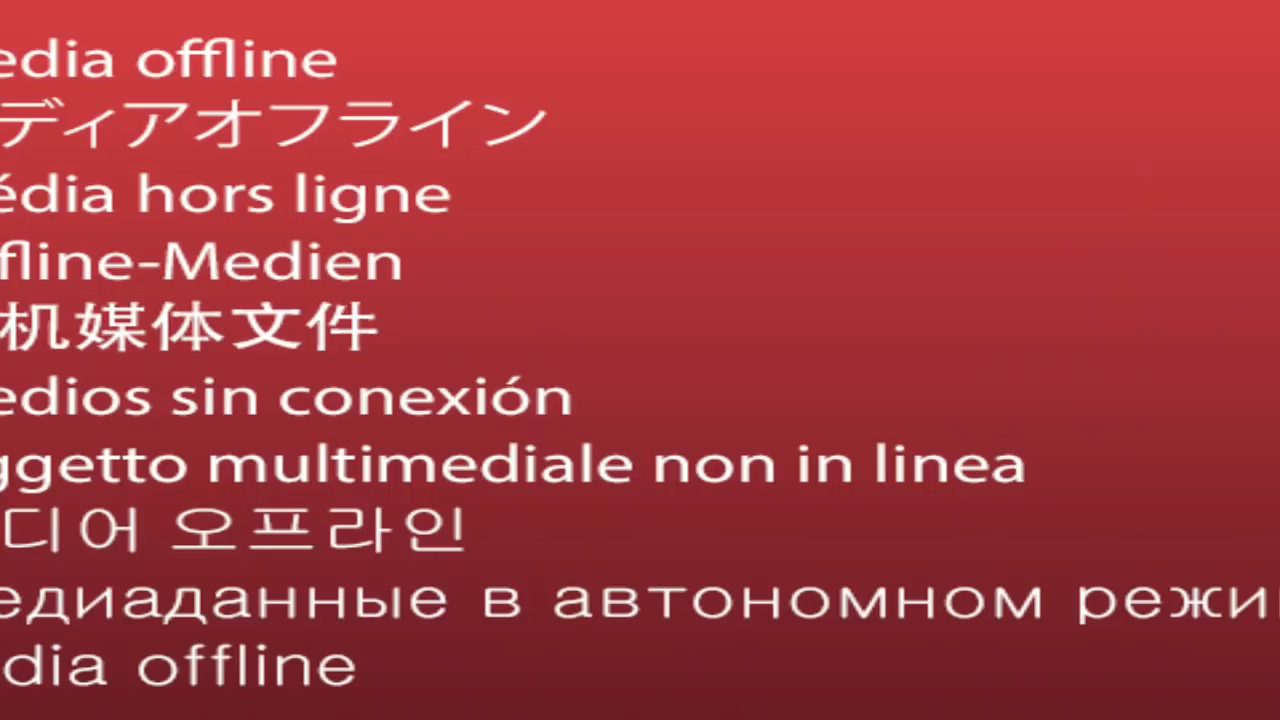 edia offline
ディアオフライン
édia hors ligne
fline-Medien
机媒体文件
edios sin conexión
ggetto multimediale non in linea
디어 오프라인
едиаданные в автономном режи
dia offline